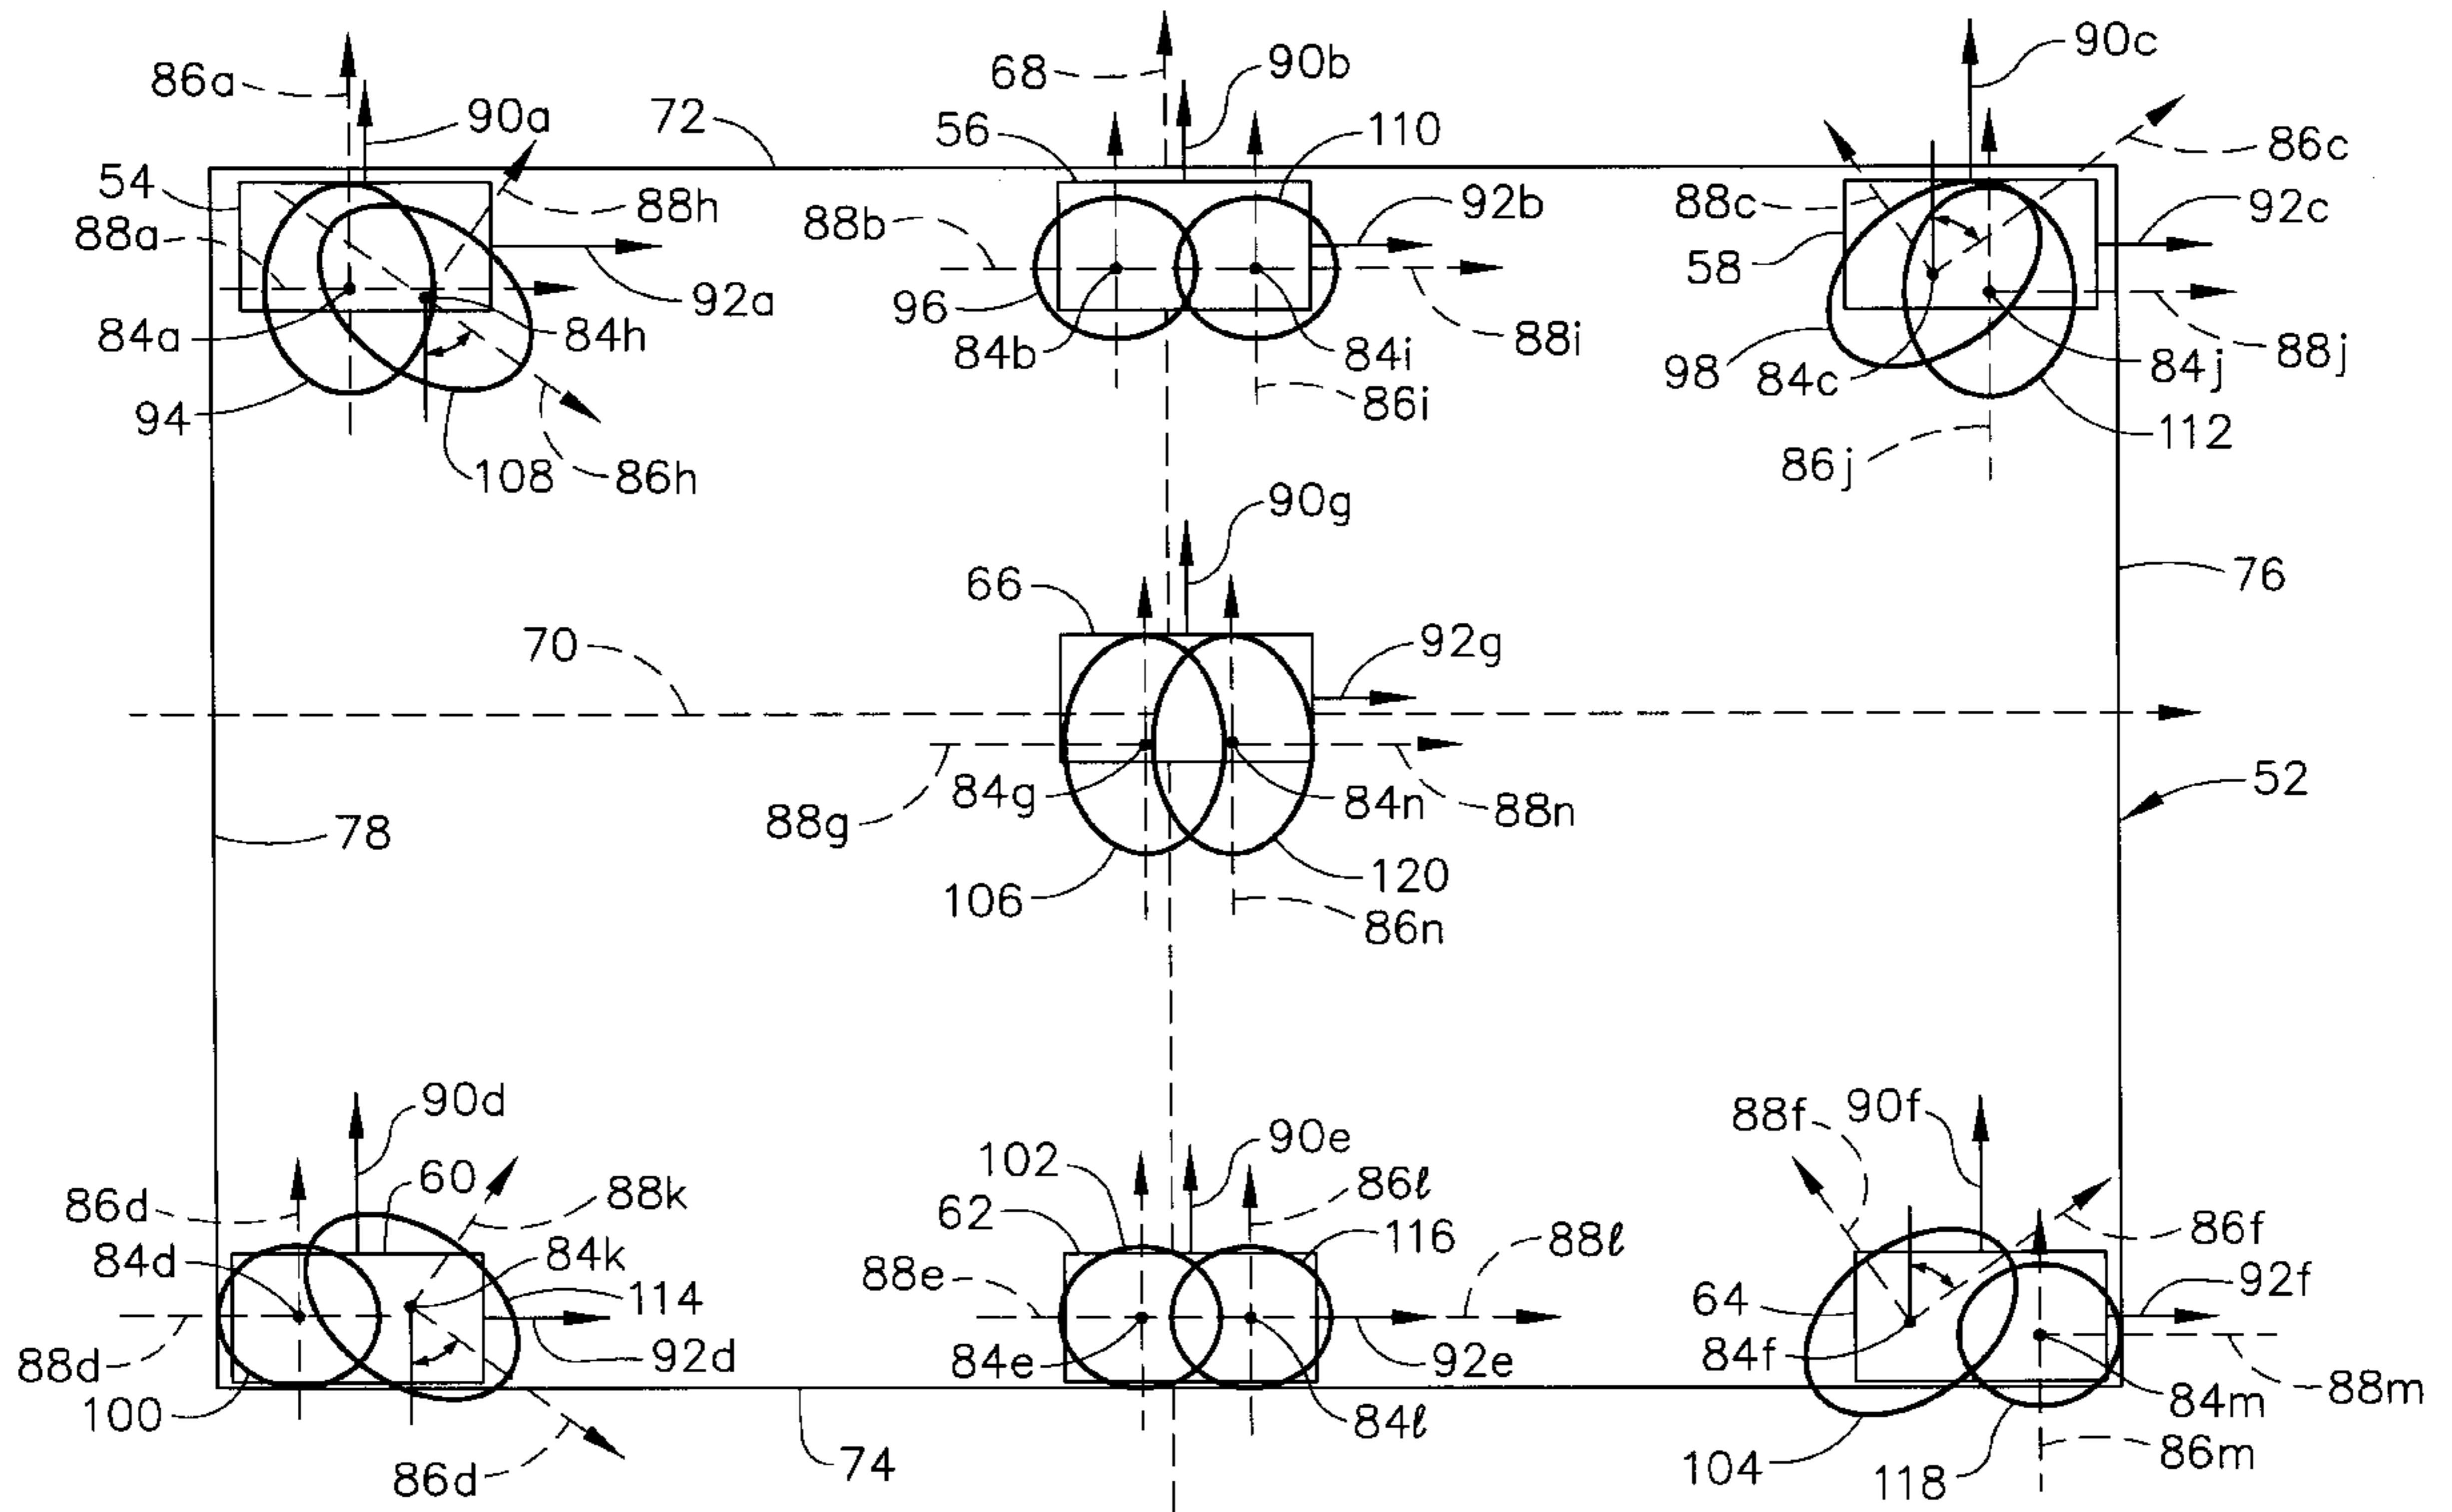 86a
90a
72
68
90b
90c
54
56
110
86c
88a
88h
88b
92b
88c
92c
92a
96
58
84a
84h
84b
84i
88i
98
84c
84j
88j
94
86i
112
108
86h
86j
90g
66
76
70
92g
84g
84n
88n
52
88g
78
106
120
86n
90d
88f
90f
86d
60
88k
102
90e
86ℓ
62
116
86f
84d
84k
88e
88ℓ
114
64
92f
88d
92d
84e
92e
84f
88m
100
84ℓ
84m
86d
74
104
118
86m